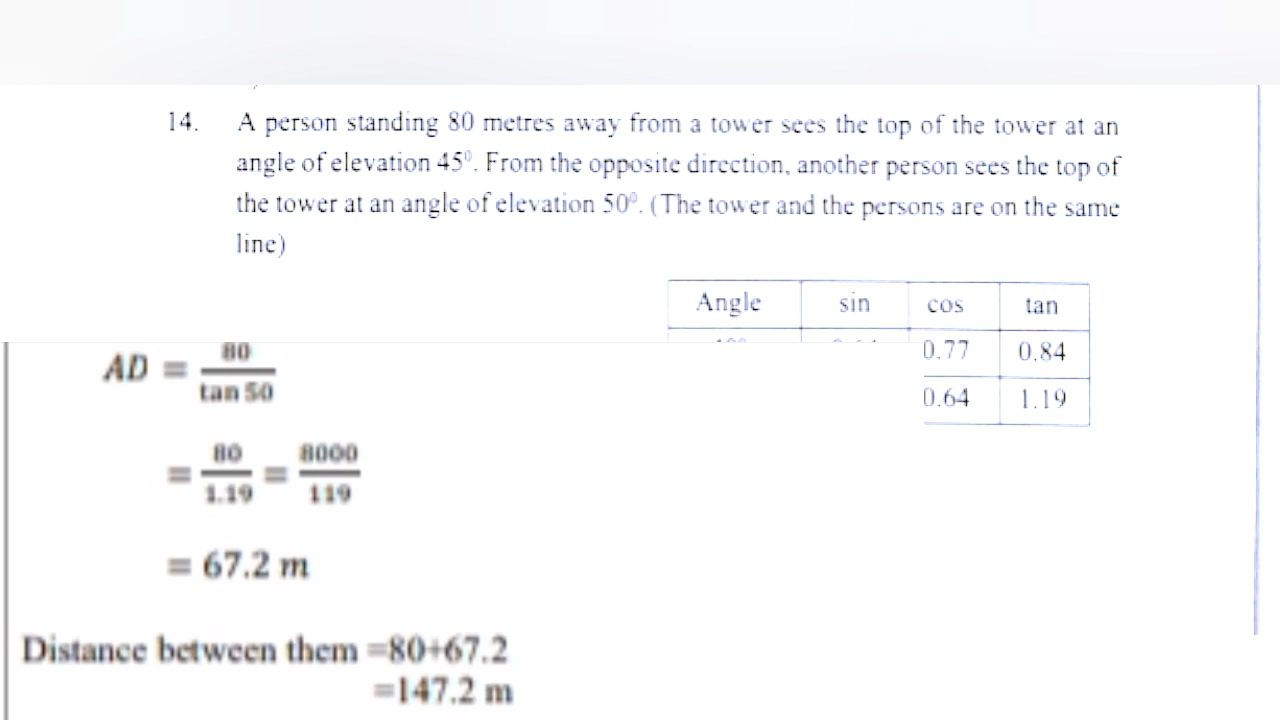 14. A person standing 80 metres away from a tower sees the top of the tower at an
angle of elevation 45⁰. From the opposite direction, another person sees the top of
the tower at an angle of elevation 50⁰. (The tower and the persons are on the same
line)
Angle sin cos tan
0.77 0.84
0.64 1.19
AD = 80/tan 50
= 80/1.19 = 8000/119
= 67.2 m
Distance between them =80+67.2
=147.2 m